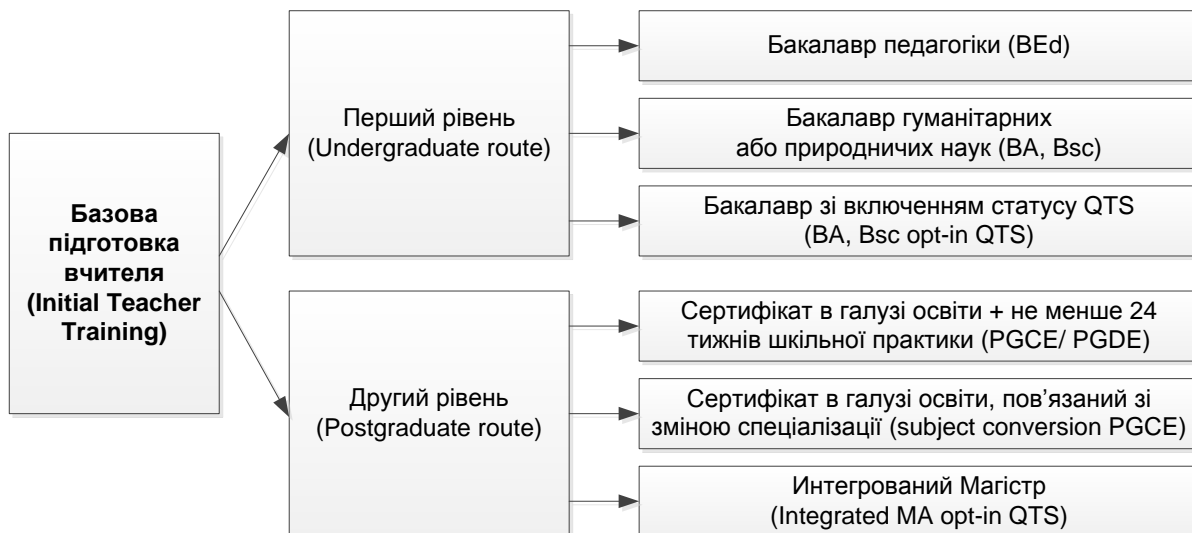 Базова
підготовка
вчителя
(Initial Teacher
Training)
Перший рівень
(Undergraduate route)
Бакалавр педагогіки (BEd)
Бакалавр гуманітарних
або природничих наук (BA, Bsc)
Бакалавр зі включенням статусу QTS
(BA, Bsc opt-in QTS)
Другий рівень
(Postgraduate route)
Сертифікат в галузі освіти + не менше 24
тижнів шкільної практики (PGCE/ PGDE)
Сертифікат в галузі освіти, пов’язаний зі
зміною спеціалізації (subject conversion PGCE)
Интегрований Магістр
(Integrated MA opt-in QTS)